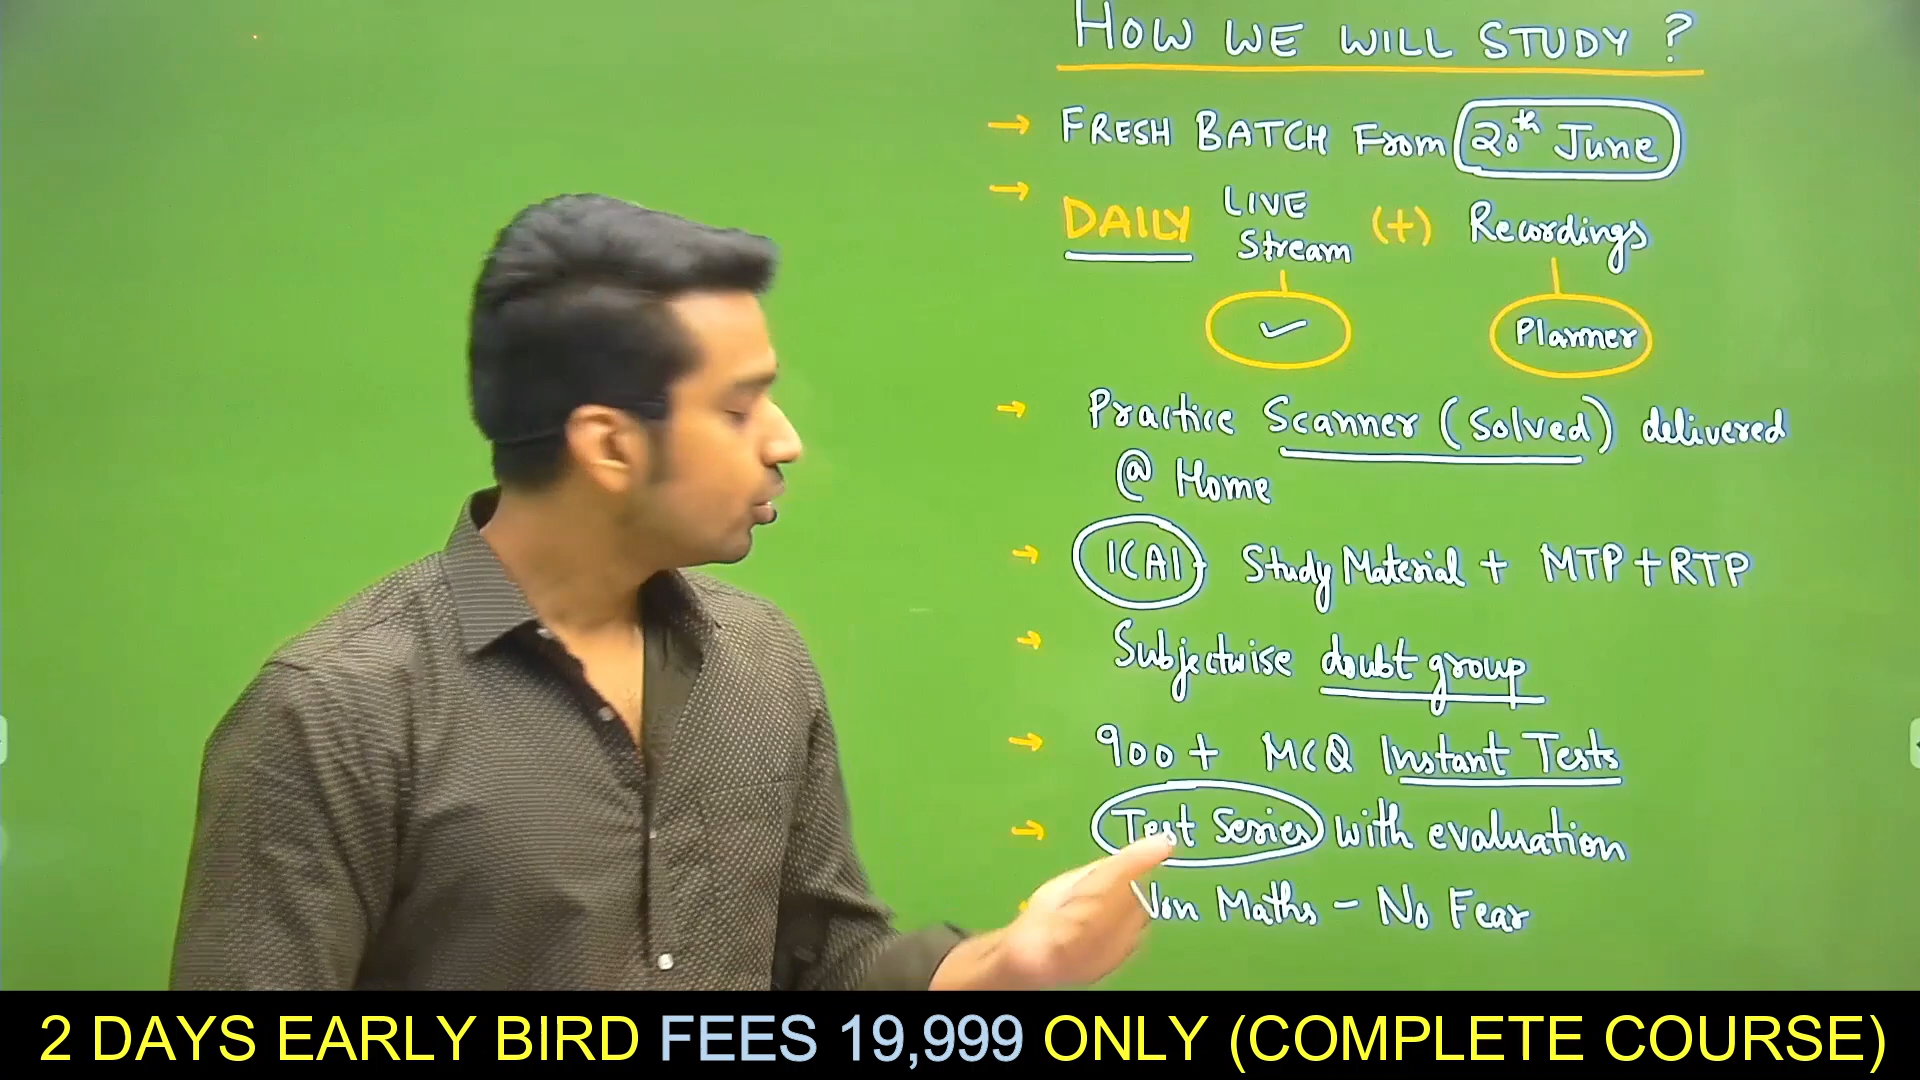 HOW WE WILL STUDY ?
→ FRESH BATCH From 20th June
→ DAILY LIVE Stream (+) Recordings
✓ Planner
→ Practice Scanner (Solved) delivered
@ Home
→ ICAI Study Material + MTP + RTP
→ Subjectwise doubt group
→ 900 + MCQ Instant Tests
→ Test Series with evaluation
Non Maths - No Fear
2 DAYS EARLY BIRD FEES 19,999 ONLY (COMPLETE COURSE)